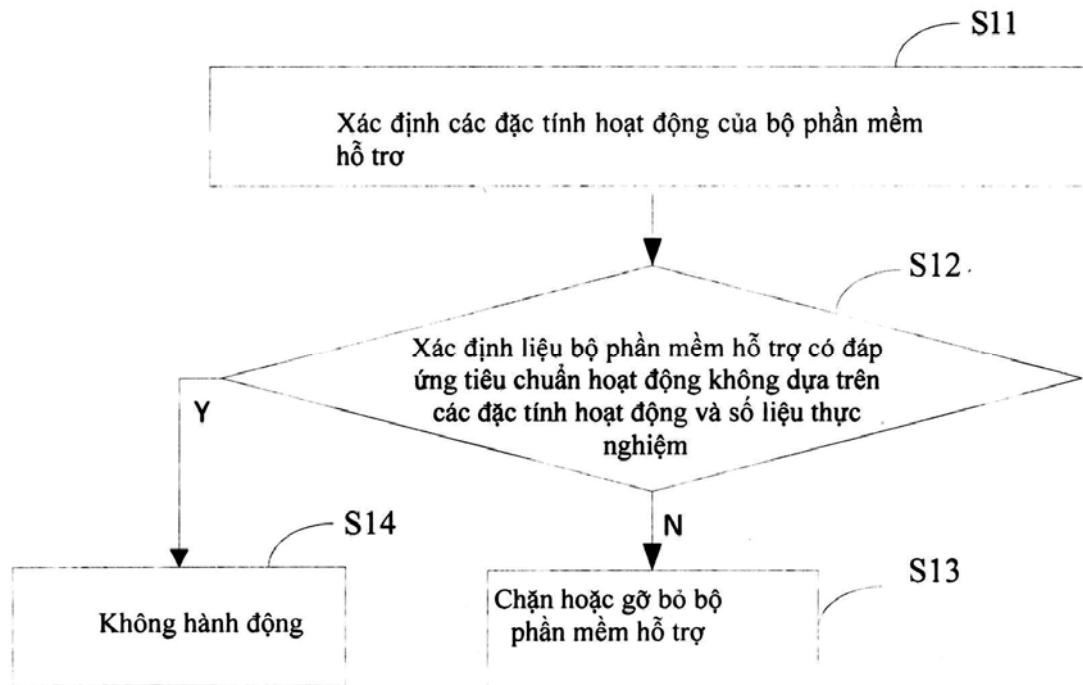 S11
Xác định các đặc tính hoạt động của bộ phần mềm
hỗ trơ
S12
Xác định liệu bộ phần mềm hỗ trợ có đáp
ứng tiêu chuẩn hoạt động không dựa trên
các đặc tính hoạt động và số liệu thực
nghiệm
Y
N
S14
Không hành động
S13
Chặn hoặc gỡ bỏ bộ
phần mềm hỗ trợ